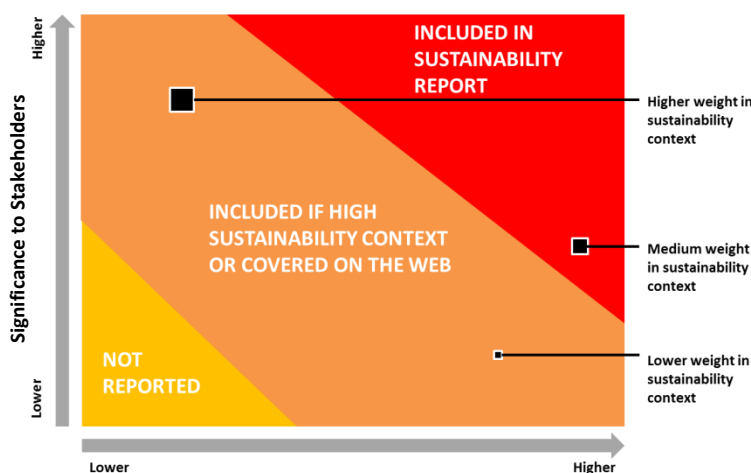 Higher
Significance to Stakeholders
Lower
INCLUDED IN
SUSTAINABILITY
REPORT
INCLUDED IF HIGH
SUSTAINABILITY CONTEXT
OR COVERED ON THE WEB
NOT
REPORTED
Higher weight in
sustainability
context
Medium weight
in sustainability
context
Lower weight in
sustainability
context
Lower
Higher